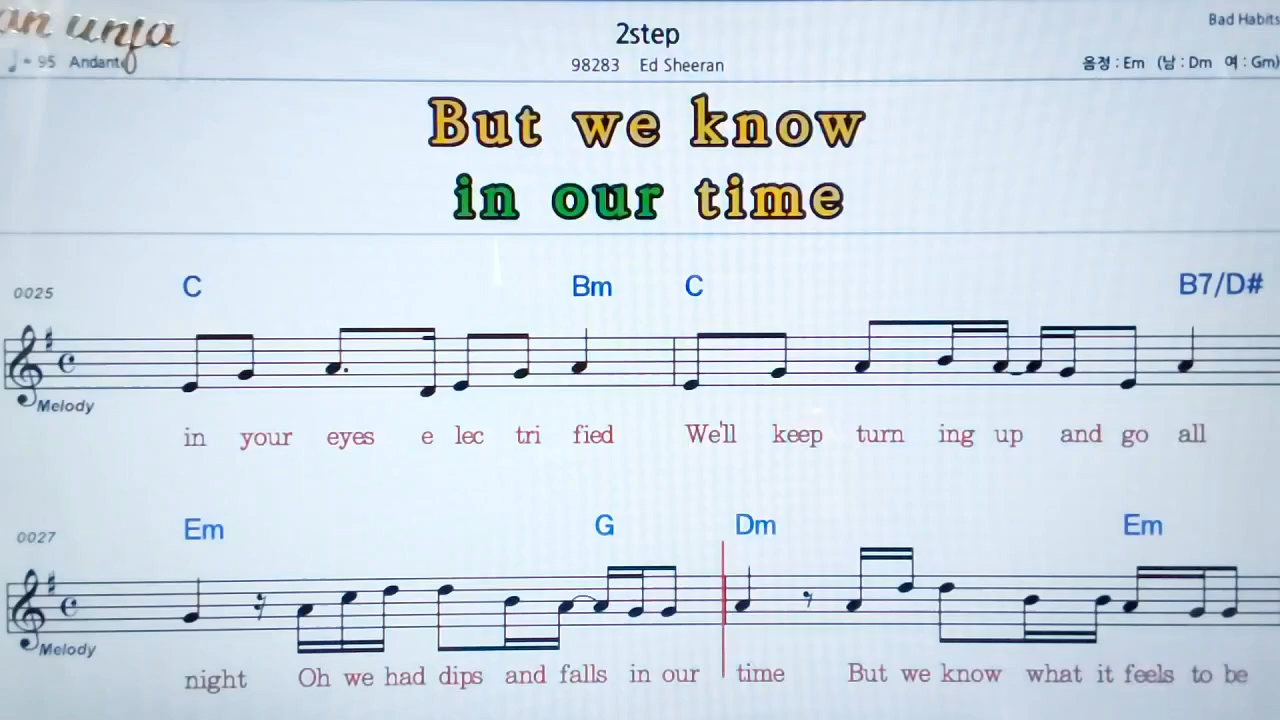 an unfa
Bad Habits
2step
♩= 95 Andante
98283 Ed Sheeran
음정 : Em (남 : Dm 여 : Gm)
But we know
in our time
0025
C Bm C B7/D#
Melody
in your eyes e lec tri fied We'll keep turn ing up and go all
0027
Em G Dm Em
Melody
night Oh we had dips and falls in our time But we know what it feels to be